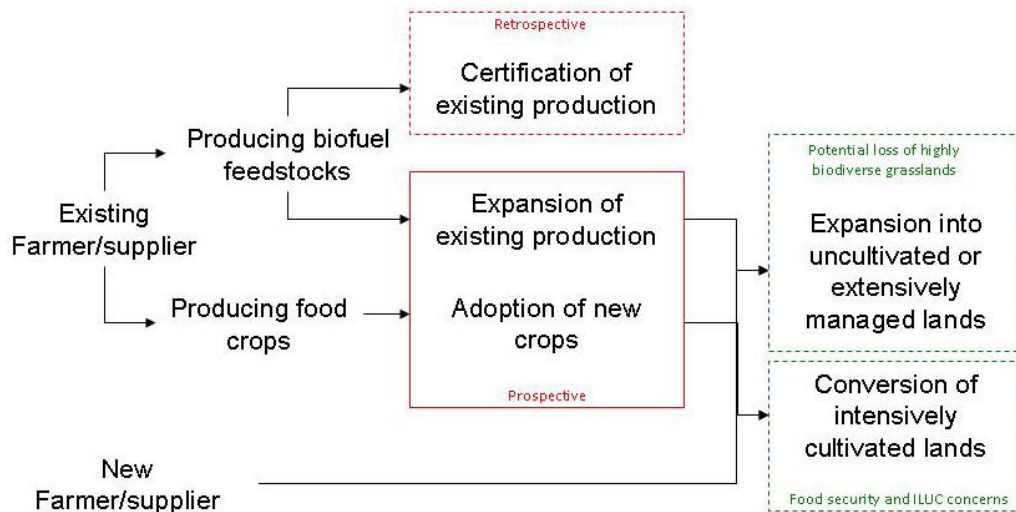 Retrospective
Certification of
existing production
Producing biofuel
feedstocks
Existing
Farmer/supplier
Expansion of
existing production
Producing food
crops
Adoption of new
crops
Prospective
Potential loss of highly
biodiverse grasslands
Expansion into
uncultivated or
extensively
managed lands
Conversion of
intensively
cultivated lands
Food security and ILUC concerns
New
Farmer/supplier